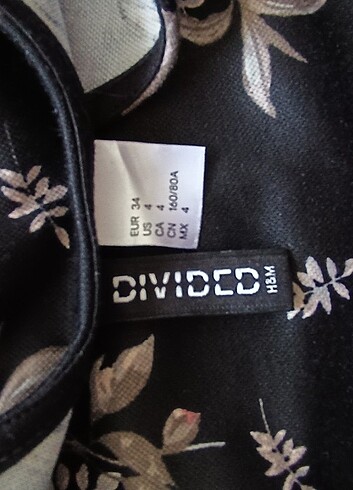 EUR 34
US 4
CA 4
CN 160/80A
MX 4
DIVIDED
H&M